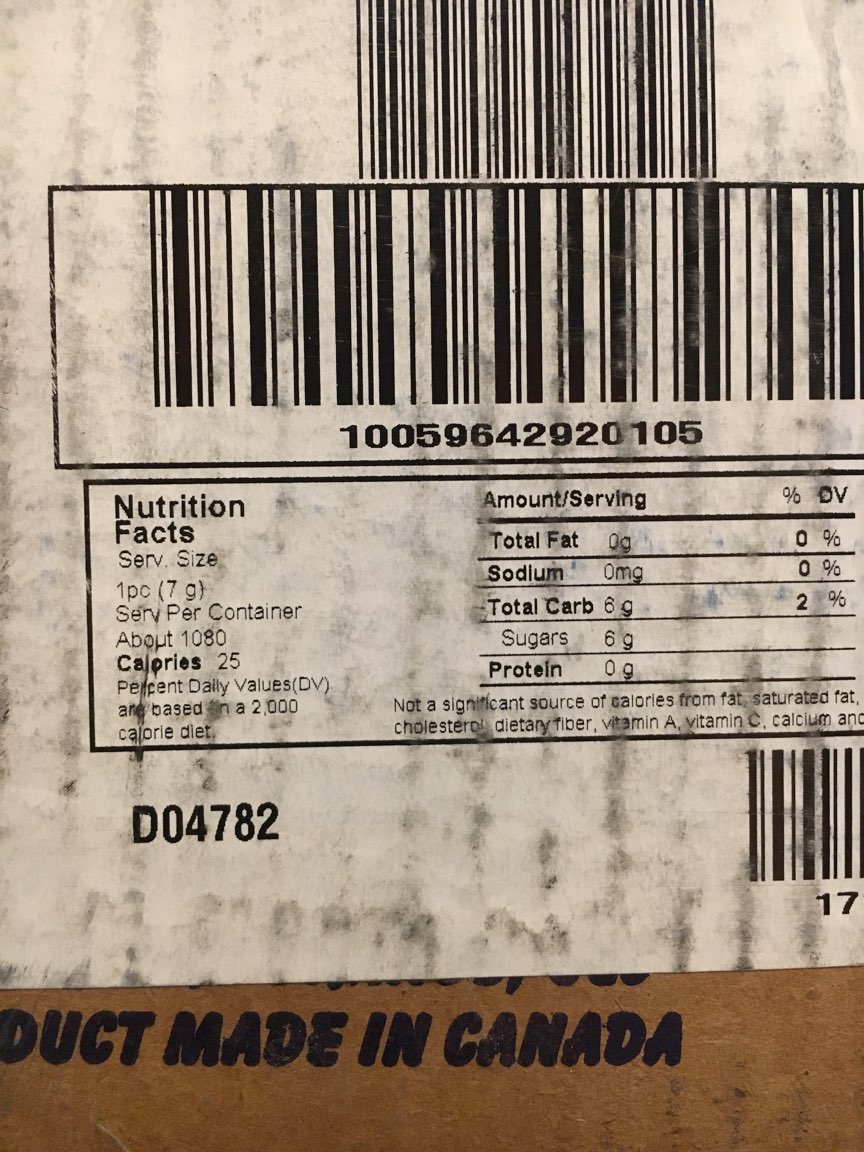 10059642920105
Nutrition
Facts
Serv. Size
1pc (7 g)
Serv Per Container
About 1080
Calories 25
Percent Daily Values(DV)
are based on a 2,000
calorie diet.
Amount/Serving % DV
Total Fat 0g 0 %
Sodium 0mg 0 %
Total Carb 6 g 2 %
Sugars 6 g
Protein 0 g
Not a significant source of calories from fat, saturated fat,
cholesterol, dietary fiber, vitamin A, vitamin C, calcium and
D04782
17
DUCT MADE IN CANADA